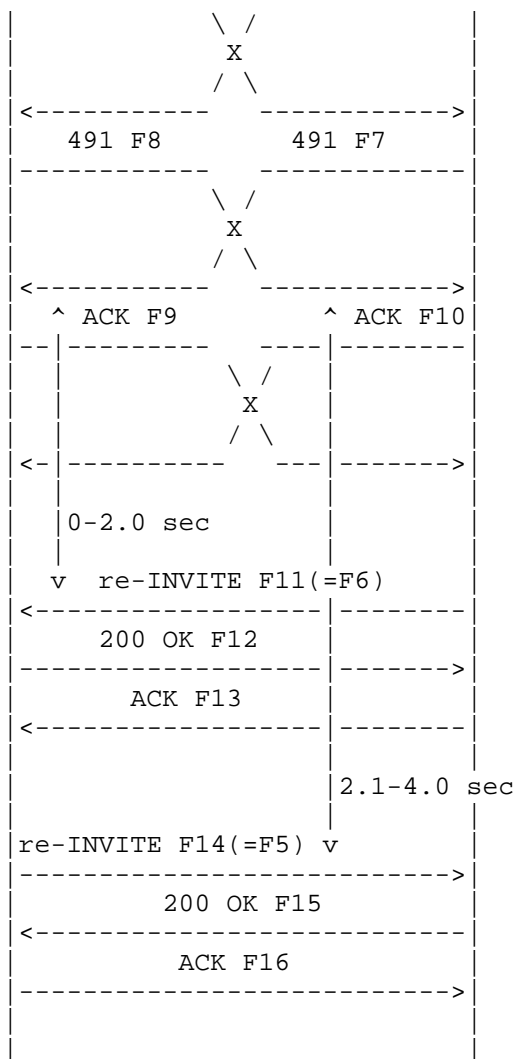 491 F8 491 F7
^ ACK F9 ^ ACK F10
0-2.0 sec
v re-INVITE F11(=F6)
200 OK F12
ACK F13
2.1-4.0 sec
re-INVITE F14(=F5) v
200 OK F15
ACK F16